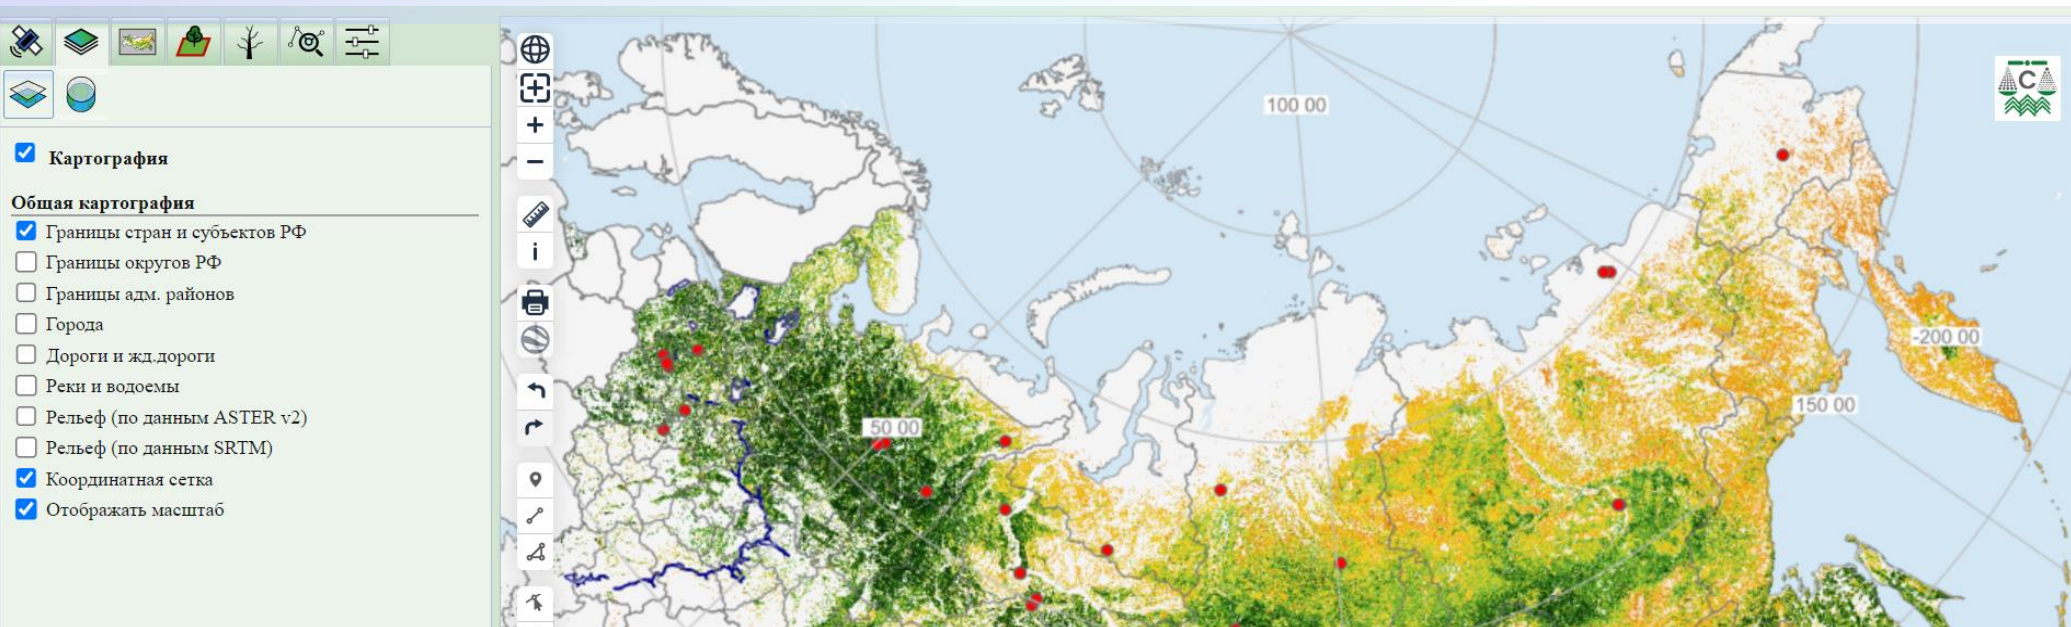 Картография
Общая картография
Границы стран и субъектов РФ
Границы округов РФ
Границы адм. районов
Города
Дороги и жд.дороги
Реки и водоемы
Рельеф (по данным ASTER v2)
Рельеф (по данным SRTM)
Координатная сетка
Отображать масштаб
100 00
-200 00
150 00
50 00
i
С